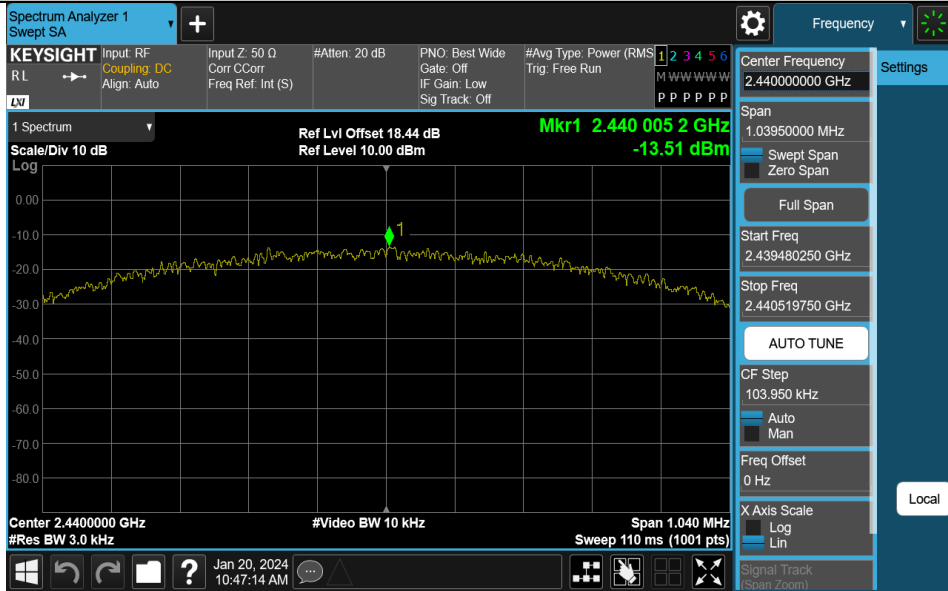 Spectrum Analyzer 1
Swept SA
+
Frequency
KEYSIGHT
R L
LXI
Input: RF
Coupling: DC
Align: Auto
Input Z: 50 Ω
Corr CCorr
Freq Ref: Int (S)
#Atten: 20 dB
PNO: Best Wide
Gate: Off
IF Gain: Low
Sig Track: Off
#Avg Type: Power (RMS
Trig: Free Run
1 2 3 4 5 6
M W W W W W
P P P P P P
1 Spectrum
Scale/Div 10 dB
Log
Ref Lvl Offset 18.44 dB
Ref Level 10.00 dBm
Mkr1 2.440 005 2 GHz
-13.51 dBm
1
0.00
-10.0
-20.0
-30.0
-40.0
-50.0
-60.0
-70.0
-80.0
Center 2.4400000 GHz
#Res BW 3.0 kHz
#Video BW 10 kHz
Span 1.040 MHz
Sweep 110 ms (1001 pts)
?
Jan 20, 2024
10:47:14 AM
Center Frequency
2.440000000 GHz
Span
1.03950000 MHz
Swept Span
Zero Span
Full Span
Start Freq
2.439480250 GHz
Stop Freq
2.440519750 GHz
AUTO TUNE
CF Step
103.950 kHz
Auto
Man
Freq Offset
0 Hz
X Axis Scale
Log
Lin
Signal Track
(Span Zoom)
Settings
Local